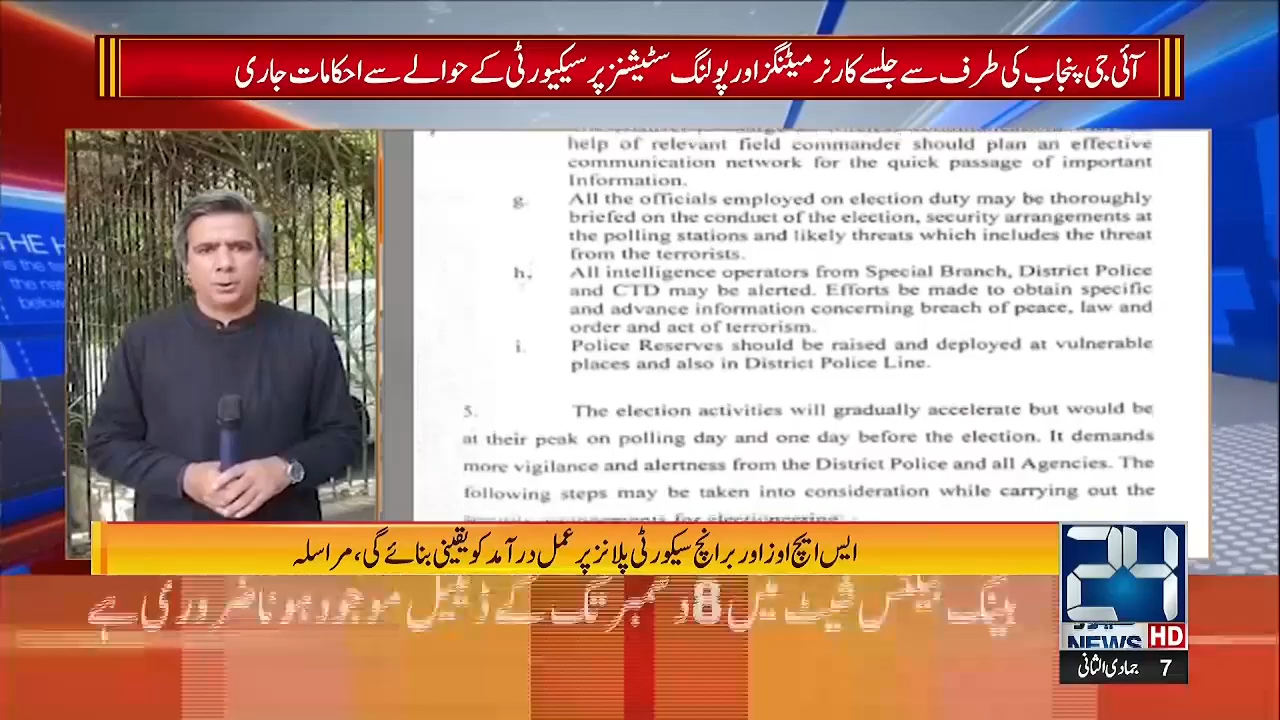 آئی جی پنجاب کی طرف سے جلسے کارنر میٹنگز اور پولنگ سٹیشنز پر سیکیورٹی کے حوالے سے احکامات جاری
THE H
help of relevant field commander should plan an effective
communication network for the quick passage of important
Information.
g. All the officials employed on election duty may be thoroughly
briefed on the conduct of the election, security arrangements at
the polling stations and likely threats which includes the threat
from the terrorists.
h. All intelligence operators from Special Branch, District Police
and CTD may be alerted. Efforts be made to obtain specific
and advance information concerning breach of peace, law and
order and act of terrorism.
i. Police Reserves should be raised and deployed at vulnerable
places and also in District Police Line.
5. The election activities will gradually accelerate but would be
at their peak on polling day and one day before the election. It demands
more vigilance and alertness from the District Police and all Agencies. The
following steps may be taken into consideration while carrying out the
ایس ایچ اوز اور برانچ سیکورٹی پلانز پر عمل درآمد کو یقینی بنائے گی، مراسلہ
میں 8 دسمبر تک کے ڈیٹیل موجود ہونا ضروری ہے
24
NEWS HD
7 جمادی الثانی